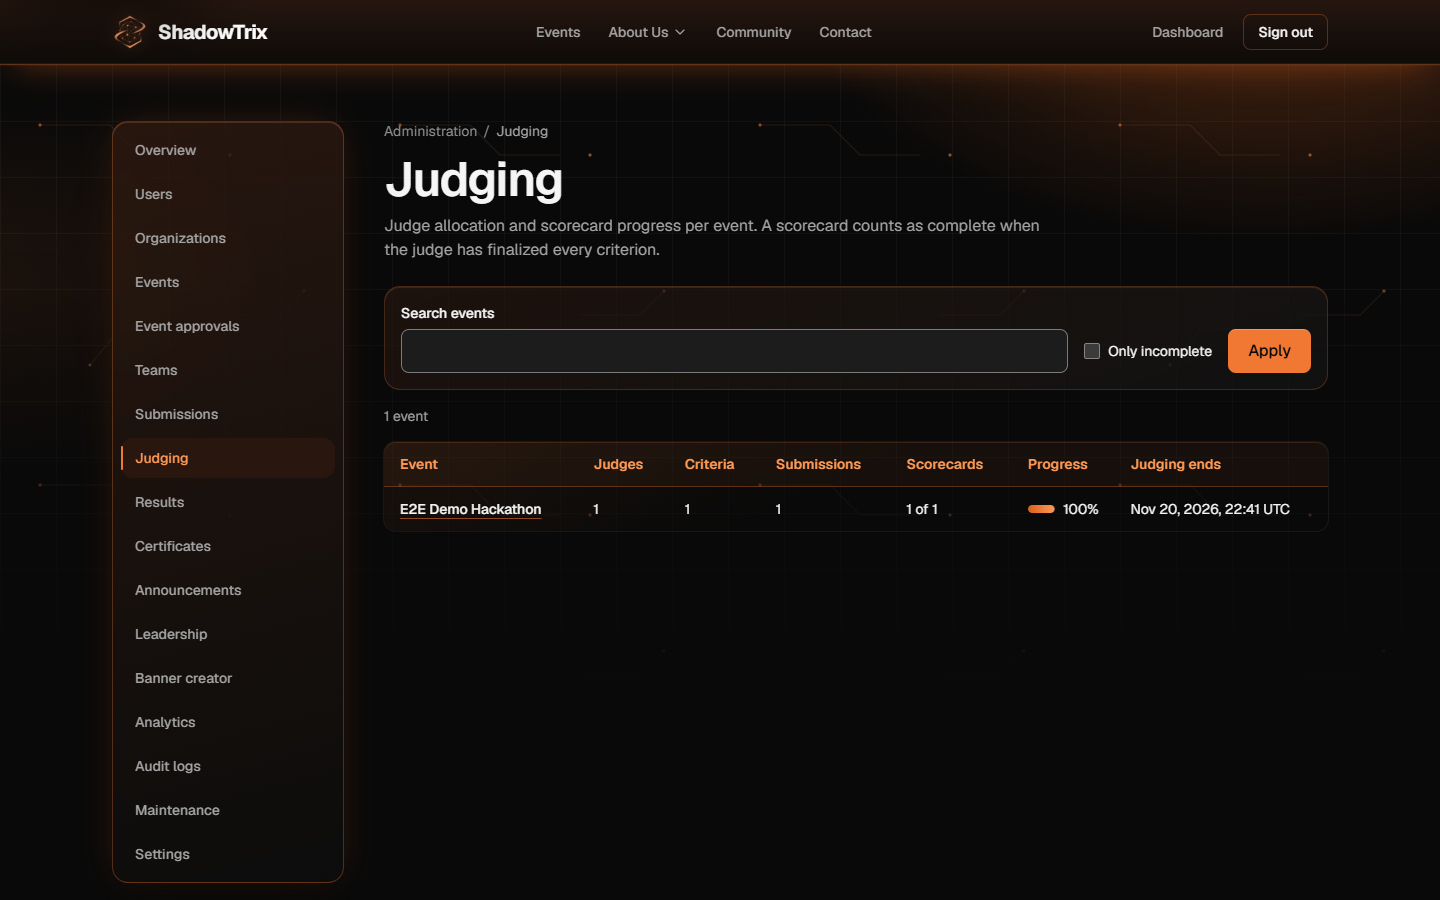 ShadowTrix
Events About Us Community Contact
Dashboard Sign out
Overview
Users
Organizations
Events
Event approvals
Teams
Submissions
Judging
Results
Certificates
Announcements
Leadership
Banner creator
Analytics
Audit logs
Maintenance
Settings
Administration / Judging
Judging
Judge allocation and scorecard progress per event. A scorecard counts as complete when
the judge has finalized every criterion.
Search events
Only incomplete Apply
1 event
Event Judges Criteria Submissions Scorecards Progress Judging ends
E2E Demo Hackathon 1 1 1 1 of 1 100% Nov 20, 2026, 22:41 UTC